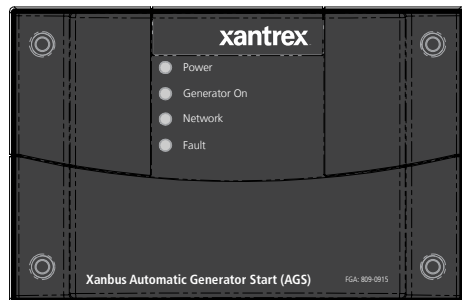 xantrex
Power
Generator On
Network
Fault
Xanbus Automatic Generator Start (AGS) FGA: 809-0915